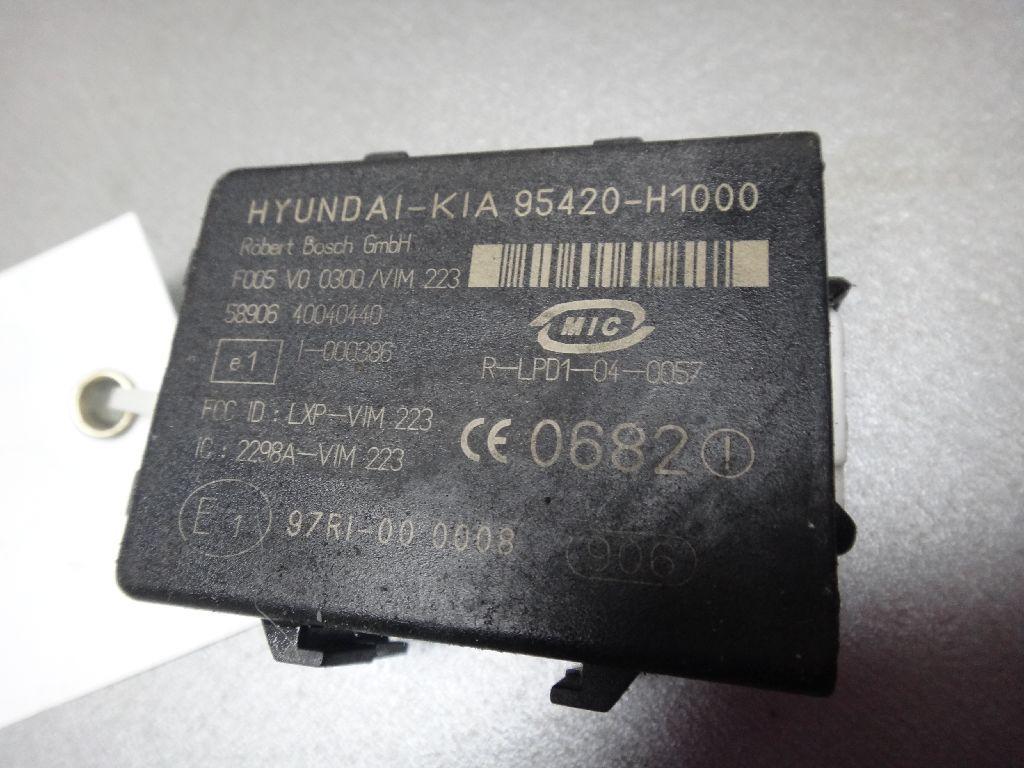 HYUNDAI-KIA 95420-H1000
Robert Bosch GmbH
F005 V0 0300/VIM 223
58906 40040440
MIC
e1 1-000386
R-LPD1-04-0057
FCC ID : LXP-VIM 223
CE 0682 !
IC : 2298A-VIM 223
E1 97RI-00 0008
906